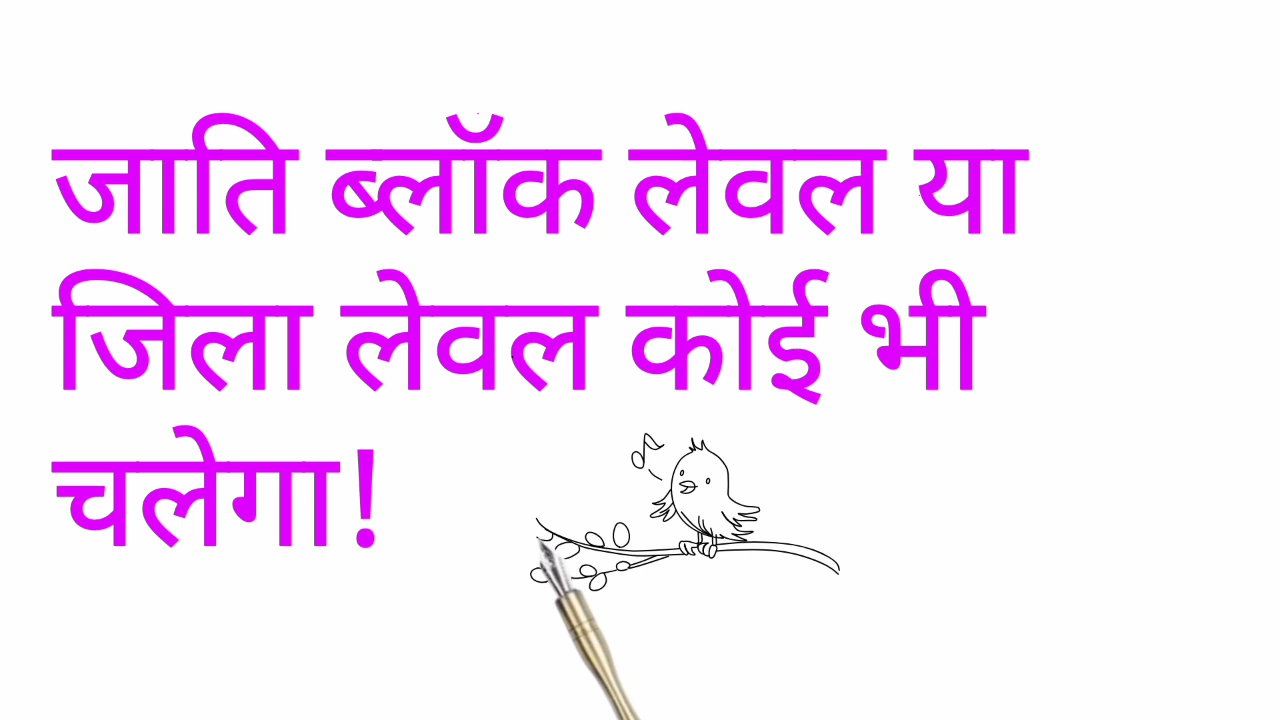 जाति ब्लॉक लेवल या
जिला लेवल कोई भी
चलेगा!